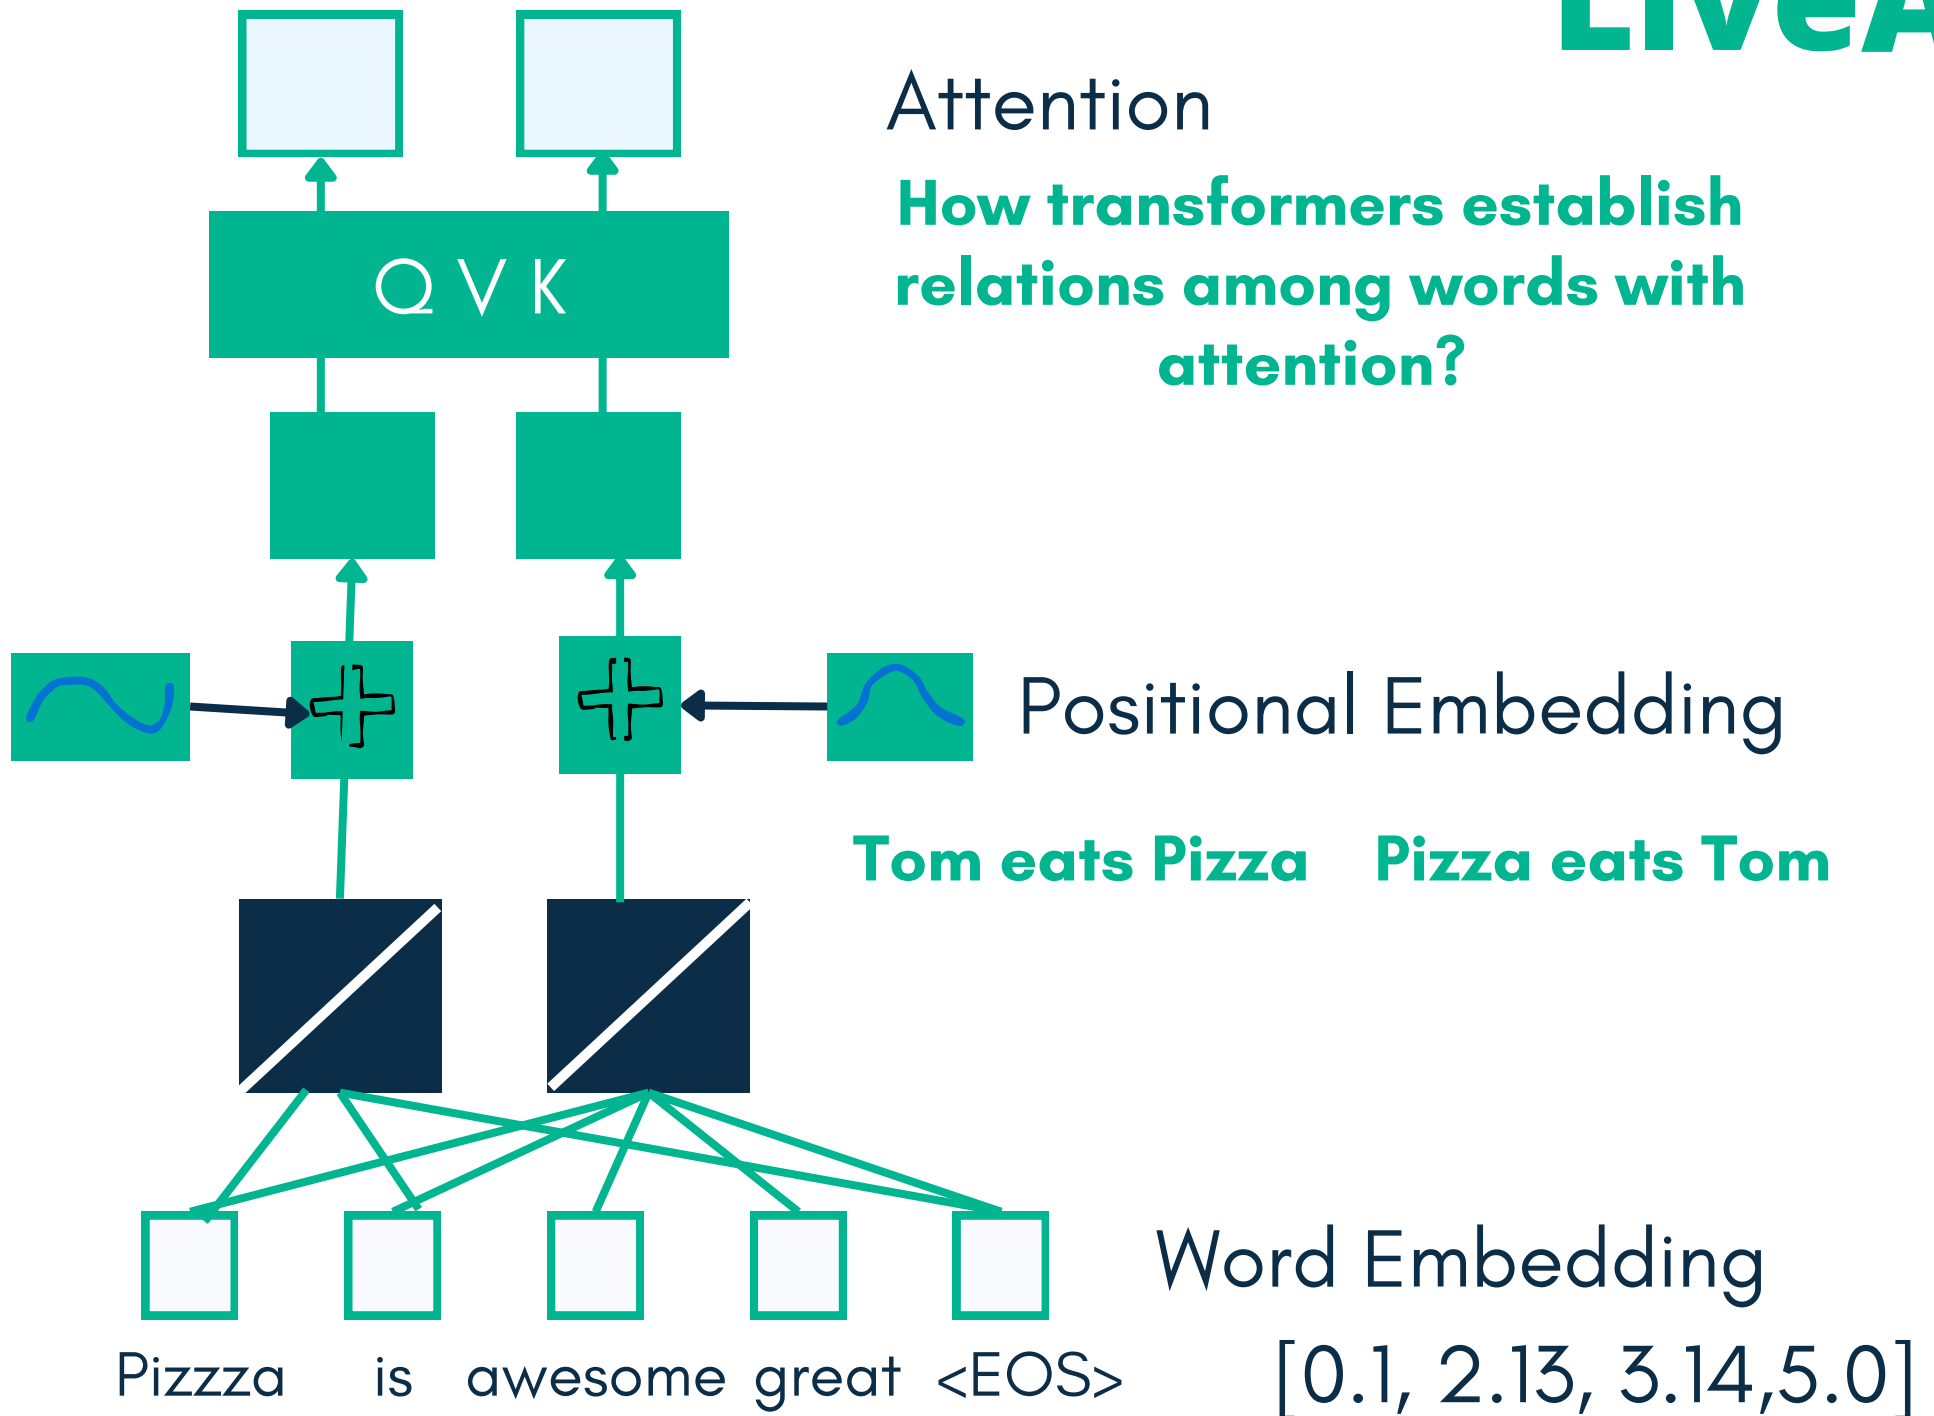 Attention
How transformers establish
relations among words with
attention?
Q V K
Positional Embedding
Tom eats Pizza Pizza eats Tom
Word Embedding
Pizzza is awesome great <EOS>
[0.1, 2.13, 3.14,5.0]